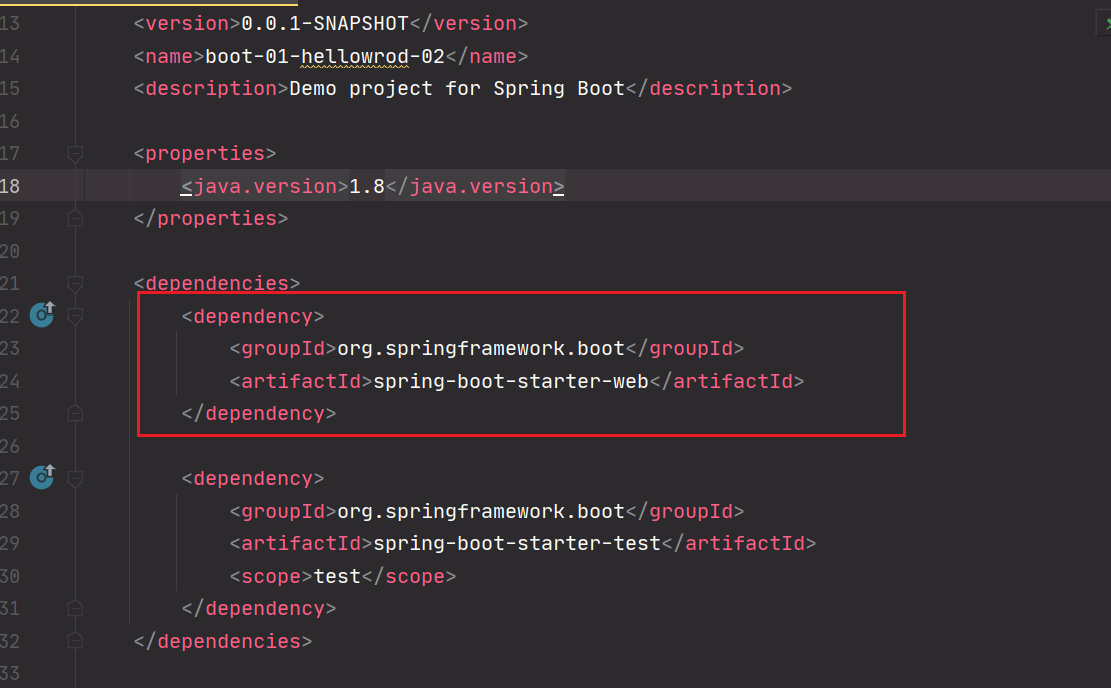 13 <version>0.0.1-SNAPSHOT</version>
14 <name>boot-01-hellowrod-02</name>
15 <description>Demo project for Spring Boot</description>
16
17 <properties>
18 <java.version>1.8</java.version>
19 </properties>
20
21 <dependencies>
22 <dependency>
23 <groupId>org.springframework.boot</groupId>
24 <artifactId>spring-boot-starter-web</artifactId>
25 </dependency>
26
27 <dependency>
28 <groupId>org.springframework.boot</groupId>
29 <artifactId>spring-boot-starter-test</artifactId>
30 <scope>test</scope>
31 </dependency>
32 </dependencies>
33